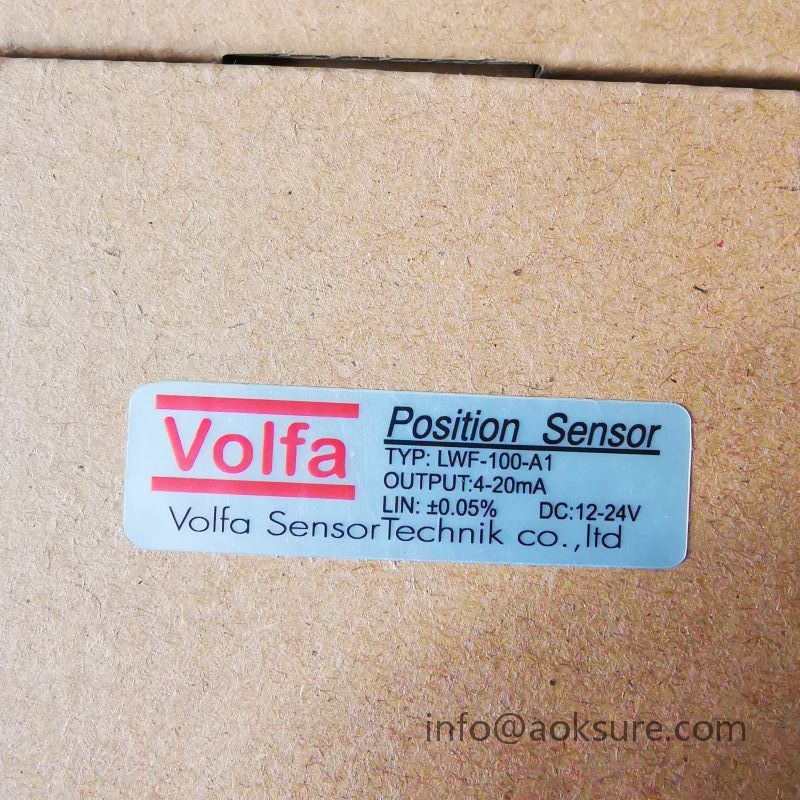 Volfa
Position Sensor
TYP: LWF-100-A1
OUTPUT:4-20mA
LIN: ±0.05% DC:12-24V
Volfa SensorTechnik co.,ltd
info@aoksure.com